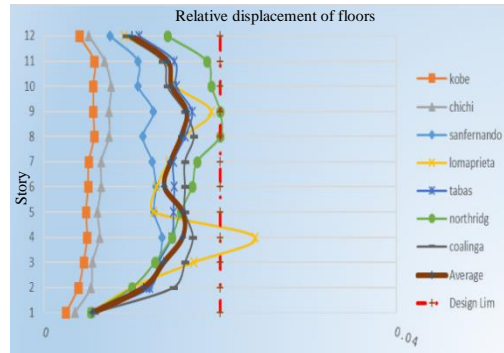 Relative displacement of floors
12
11
10
9
8
7
6
5
4
3
2
1
Story
0
0.04
kobe
chichi
sanfernando
lomaprieta
tabas
northridg
coalinga
Average
Design Lim